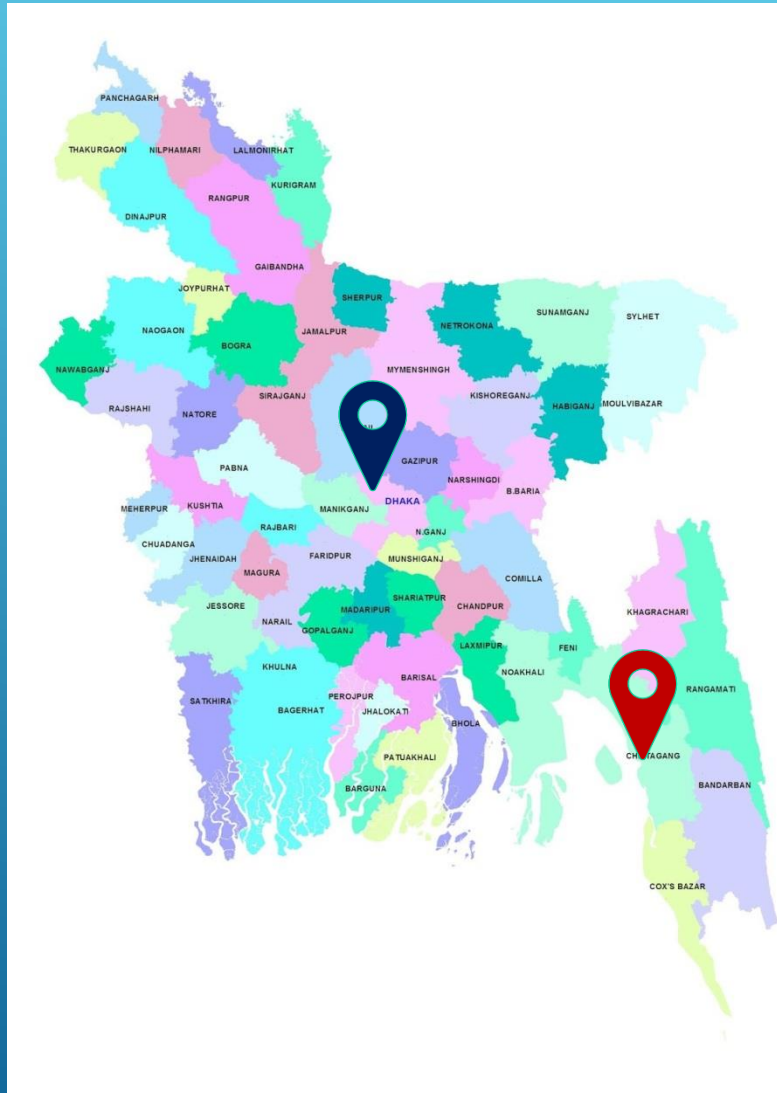 PANCHAGARH
THAKURGAON
NILPHAMARI
LALMONIRHAT
KURIGRAM
RANGPUR
DINAJPUR
GAIBANDHA
JOYPURHAT
SHERPUR
NAOGAON
JAMALPUR
NETROKONA
SUNAMGANJ
SYLHET
BOGRA
NAWABGANJ
MYMENSHINGH
RAJSHAHI
SIRAJGANJ
KISHOREGANJ
NATORE
HABIGANJ
MOULVIBAZAR
GAZIPUR
PABNA
NARSHINGDI
B.BARIA
DHAKA
MEHERPUR
KUSHTIA
MANIKGANJ
RAJBARI
N.GANJ
CHUADANGA
JHENAIDAH
FARIDPUR
MUNSHIGANJ
MAGURA
COMILLA
SHARIATPUR
JESSORE
MADARIPUR
CHANDPUR
KHAGRACHARI
NARAIL
GOPALGANJ
LAXMIPUR
FENI
NOAKHALI
KHULNA
BARISAL
RANGAMATI
SATKHIRA
PEROJPUR
BAGERHAT
JHALOKATI
BHOLA
PATUAKHALI
BANDARBAN
BARGUNA
COX'S BAZAR